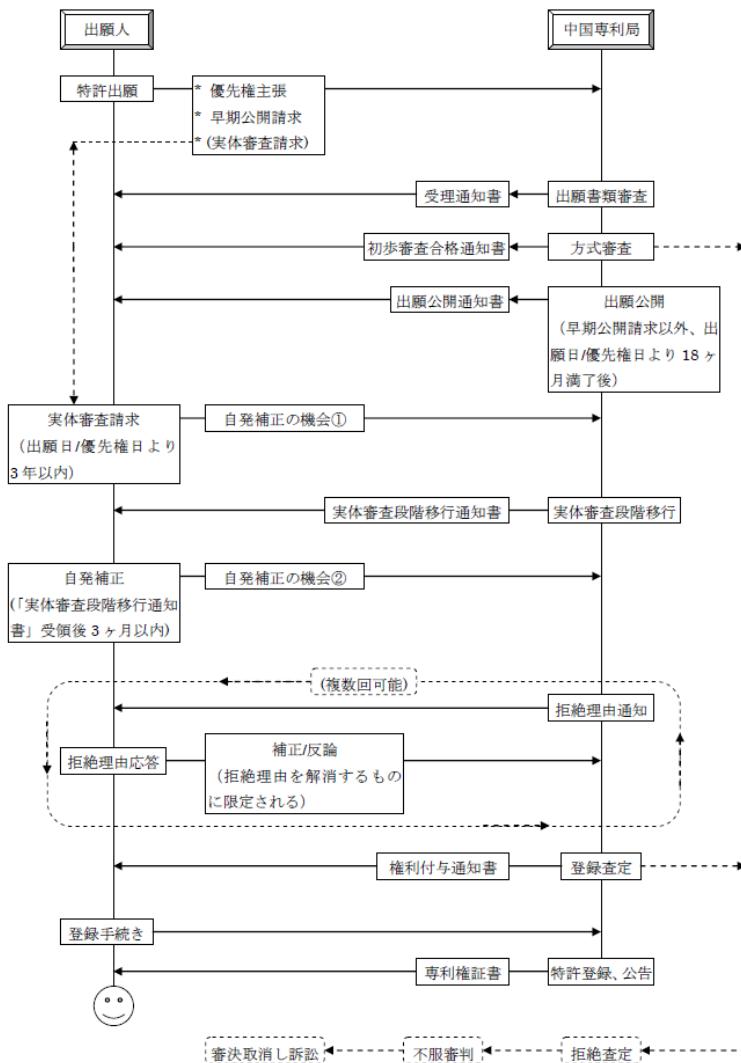 出願人
中国専利局
特許出願
* 優先権主張
* 早期公開請求
* (実体審査請求)
受理通知書
出願書類審査
初歩審査合格通知書
方式審査
出願公開通知書
出願公開
（早期公開請求以外、出
願日/優先権日より 18 ヶ
月満了後）
実体審査請求
（出願日/優先権日より
3 年以内）
自発補正の機会①
実体審査段階移行通知書
実体審査段階移行
自発補正
(「実体審査段階移行通知
書」受領後 3 ヶ月以内)
自発補正の機会②
(複数回可能)
拒絶理由通知
拒絶理由応答
補正/反論
（拒絶理由を解消するもの
に限定される）
権利付与通知書
登録査定
登録手続き
専利権証書
特許登録、公告
審決取消し訴訟
不服審判
拒絶査定